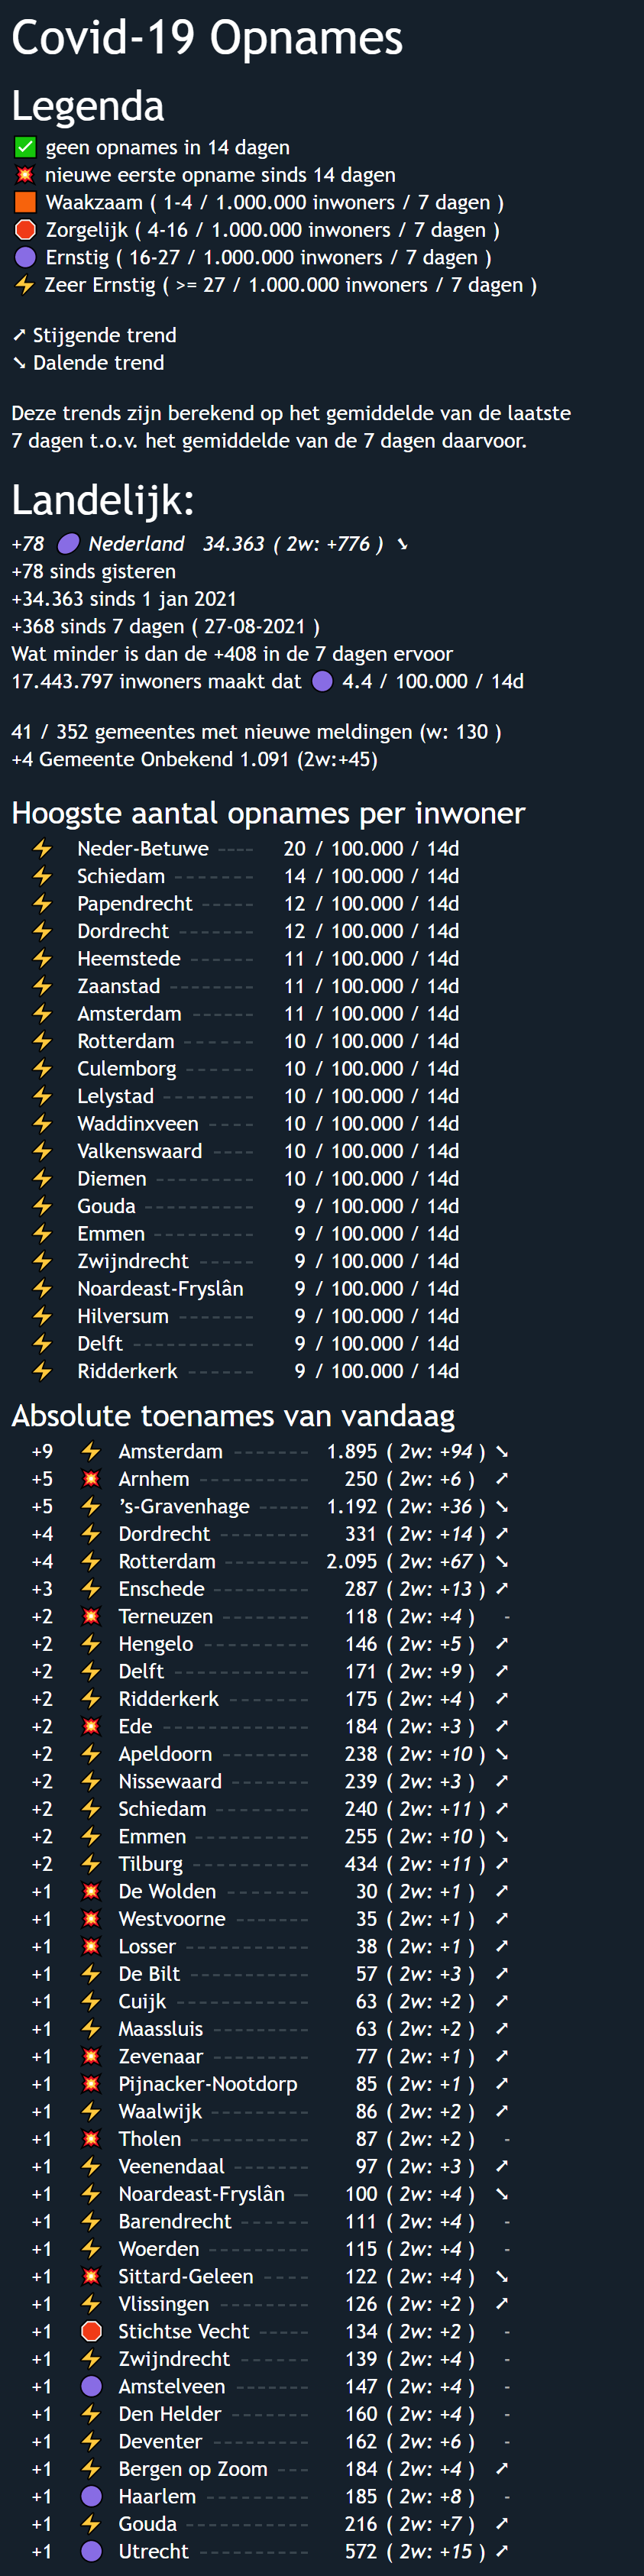 Covid-19 Opnames
Legenda
✅ geen opnames in 14 dagen
💥 nieuwe eerste opname sinds 14 dagen
🟧 Waakzaam ( 1-4 / 1.000.000 inwoners / 7 dagen )
🛑 Zorgelijk ( 4-16 / 1.000.000 inwoners / 7 dagen )
🟣 Ernstig ( 16-27 / 1.000.000 inwoners / 7 dagen )
⚡ Zeer Ernstig ( >= 27 / 1.000.000 inwoners / 7 dagen )
➚ Stijgende trend
➘ Dalende trend
Deze trends zijn berekend op het gemiddelde van de laatste
7 dagen t.o.v. het gemiddelde van de 7 dagen daarvoor.
Landelijk:
+78 🟣 Nederland 34.363 ( 2w: +776 ) ➘
+78 sinds gisteren
+34.363 sinds 1 jan 2021
+368 sinds 7 dagen ( 27-08-2021 )
Wat minder is dan de +408 in de 7 dagen ervoor
17.443.797 inwoners maakt dat 🟣 4.4 / 100.000 / 14d
41 / 352 gemeentes met nieuwe meldingen (w: 130 )
+4 Gemeente Onbekend 1.091 (2w:+45)
Hoogste aantal opnames per inwoner
⚡ Neder-Betuwe ---- 20 / 100.000 / 14d
⚡ Schiedam ------- 14 / 100.000 / 14d
⚡ Papendrecht ----- 12 / 100.000 / 14d
⚡ Dordrecht ------- 12 / 100.000 / 14d
⚡ Heemstede ------ 11 / 100.000 / 14d
⚡ Zaanstad -------- 11 / 100.000 / 14d
⚡ Amsterdam ------ 11 / 100.000 / 14d
⚡ Rotterdam ------ 10 / 100.000 / 14d
⚡ Culemborg ------ 10 / 100.000 / 14d
⚡ Lelystad -------- 10 / 100.000 / 14d
⚡ Waddinxveen ---- 10 / 100.000 / 14d
⚡ Valkenswaard ---- 10 / 100.000 / 14d
⚡ Diemen --------- 10 / 100.000 / 14d
⚡ Gouda ---------- 9 / 100.000 / 14d
⚡ Emmen --------- 9 / 100.000 / 14d
⚡ Zwijndrecht ----- 9 / 100.000 / 14d
⚡ Noardeast-Fryslân 9 / 100.000 / 14d
⚡ Hilversum ------- 9 / 100.000 / 14d
⚡ Delft ----------- 9 / 100.000 / 14d
⚡ Ridderkerk ------ 9 / 100.000 / 14d
Absolute toenames van vandaag
+9 ⚡ Amsterdam ------- 1.895 ( 2w: +94 ) ➘
+5 💥 Arnhem ---------- 250 ( 2w: +6 ) ➚
+5 ⚡ ’s-Gravenhage ----- 1.192 ( 2w: +36 ) ➘
+4 ⚡ Dordrecht -------- 331 ( 2w: +14 ) ➚
+4 ⚡ Rotterdam ------- 2.095 ( 2w: +67 ) ➘
+3 ⚡ Enschede --------- 287 ( 2w: +13 ) ➚
+2 💥 Terneuzen -------- 118 ( 2w: +4 ) -
+2 ⚡ Hengelo --------- 146 ( 2w: +5 ) ➚
+2 ⚡ Delft ------------ 171 ( 2w: +9 ) ➚
+2 ⚡ Ridderkerk ------- 175 ( 2w: +4 ) ➚
+2 💥 Ede ------------- 184 ( 2w: +3 ) ➚
+2 ⚡ Apeldoorn -------- 238 ( 2w: +10 ) ➘
+2 ⚡ Nissewaard ------- 239 ( 2w: +3 ) ➚
+2 ⚡ Schiedam -------- 240 ( 2w: +11 ) ➚
+2 ⚡ Emmen ---------- 255 ( 2w: +10 ) ➘
+2 ⚡ Tilburg ---------- 434 ( 2w: +11 ) ➚
+1 💥 De Wolden ------- 30 ( 2w: +1 ) ➚
+1 💥 Westvoorne ------ 35 ( 2w: +1 ) ➚
+1 💥 Losser ----------- 38 ( 2w: +1 ) ➚
+1 ⚡ De Bilt ---------- 57 ( 2w: +3 ) ➚
+1 ⚡ Cuijk ------------ 63 ( 2w: +2 ) ➚
+1 ⚡ Maassluis -------- 63 ( 2w: +2 ) ➚
+1 💥 Zevenaar --------- 77 ( 2w: +1 ) ➚
+1 💥 Pijnacker-Nootdorp 85 ( 2w: +1 ) ➚
+1 ⚡ Waalwijk --------- 86 ( 2w: +2 ) ➚
+1 💥 Tholen ---------- 87 ( 2w: +2 ) -
+1 ⚡ Veenendaal ------- 97 ( 2w: +3 ) ➚
+1 ⚡ Noardeast-Fryslân — 100 ( 2w: +4 ) ➘
+1 ⚡ Barendrecht ------ 111 ( 2w: +4 ) -
+1 ⚡ Woerden --------- 115 ( 2w: +4 ) -
+1 💥 Sittard-Geleen ---- 122 ( 2w: +4 ) ➘
+1 ⚡ Vlissingen -------- 126 ( 2w: +2 ) ➚
+1 🛑 Stichtse Vecht ----- 134 ( 2w: +2 ) -
+1 ⚡ Zwijndrecht ------ 139 ( 2w: +4 ) -
+1 🟣 Amstelveen ------- 147 ( 2w: +4 ) -
+1 ⚡ Den Helder ------- 160 ( 2w: +4 ) -
+1 ⚡ Deventer --------- 162 ( 2w: +6 ) -
+1 ⚡ Bergen op Zoom --- 184 ( 2w: +4 ) ➚
+1 🟣 Haarlem --------- 185 ( 2w: +8 ) -
+1 ⚡ Gouda ----------- 216 ( 2w: +7 ) ➚
+1 🟣 Utrecht ---------- 572 ( 2w: +15 ) ➚